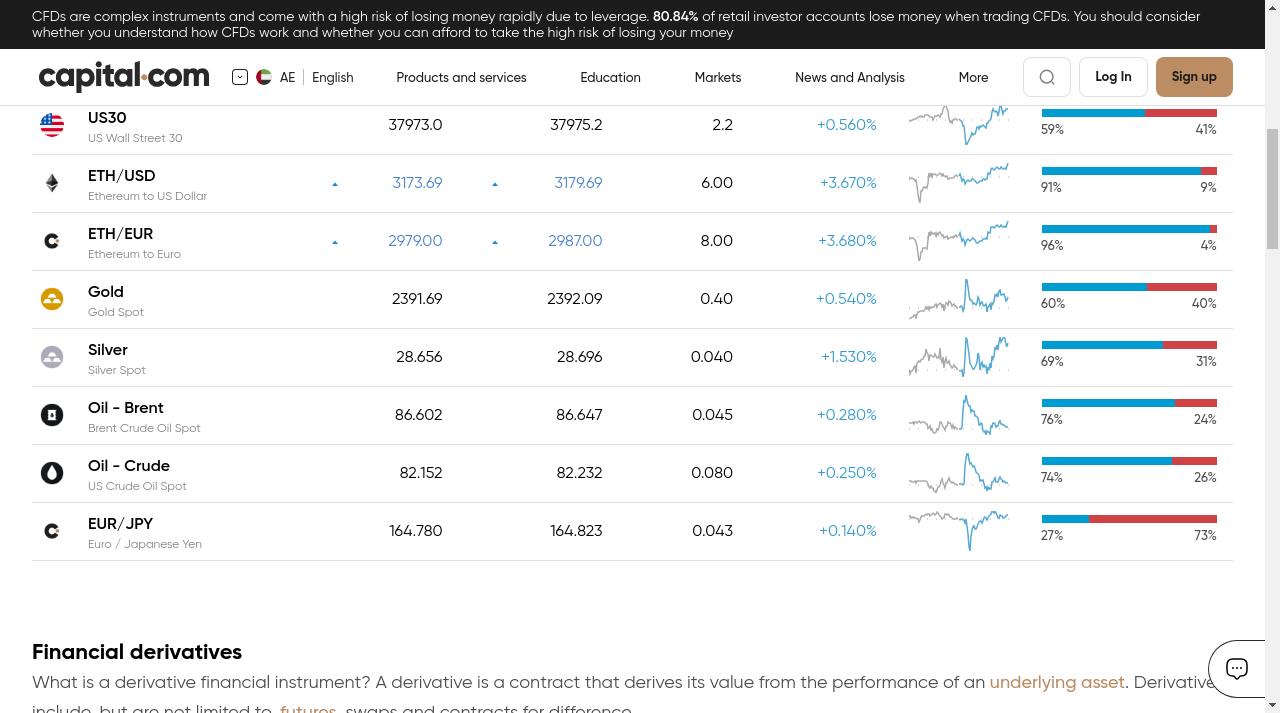 CFDs are complex instruments and come with a high risk of losing money rapidly due to leverage. 80.84% of retail investor accounts lose money when trading CFDs. You should consider
whether you understand how CFDs work and whether you can afford to take the high risk of losing your money
capital.com AE English Products and services Education Markets News and Analysis More Log In Sign up
US30 37973.0 37975.2 2.2 +0.560% 59% 41%
US Wall Street 30
ETH/USD 3173.69 3179.69 6.00 +3.670% 91% 9%
Ethereum to US Dollar
ETH/EUR 2979.00 2987.00 8.00 +3.680% 96% 4%
Ethereum to Euro
Gold 2391.69 2392.09 0.40 +0.540% 60% 40%
Gold Spot
Silver 28.656 28.696 0.040 +1.530% 69% 31%
Silver Spot
Oil - Brent 86.602 86.647 0.045 +0.280% 76% 24%
Brent Crude Oil Spot
Oil - Crude 82.152 82.232 0.080 +0.250% 74% 26%
US Crude Oil Spot
EUR/JPY 164.780 164.823 0.043 +0.140% 27% 73%
Euro / Japanese Yen
Financial derivatives
What is a derivative financial instrument? A derivative is a contract that derives its value from the performance of an underlying asset. Derivative
include, but are not limited to, futures, swaps and contracts for difference